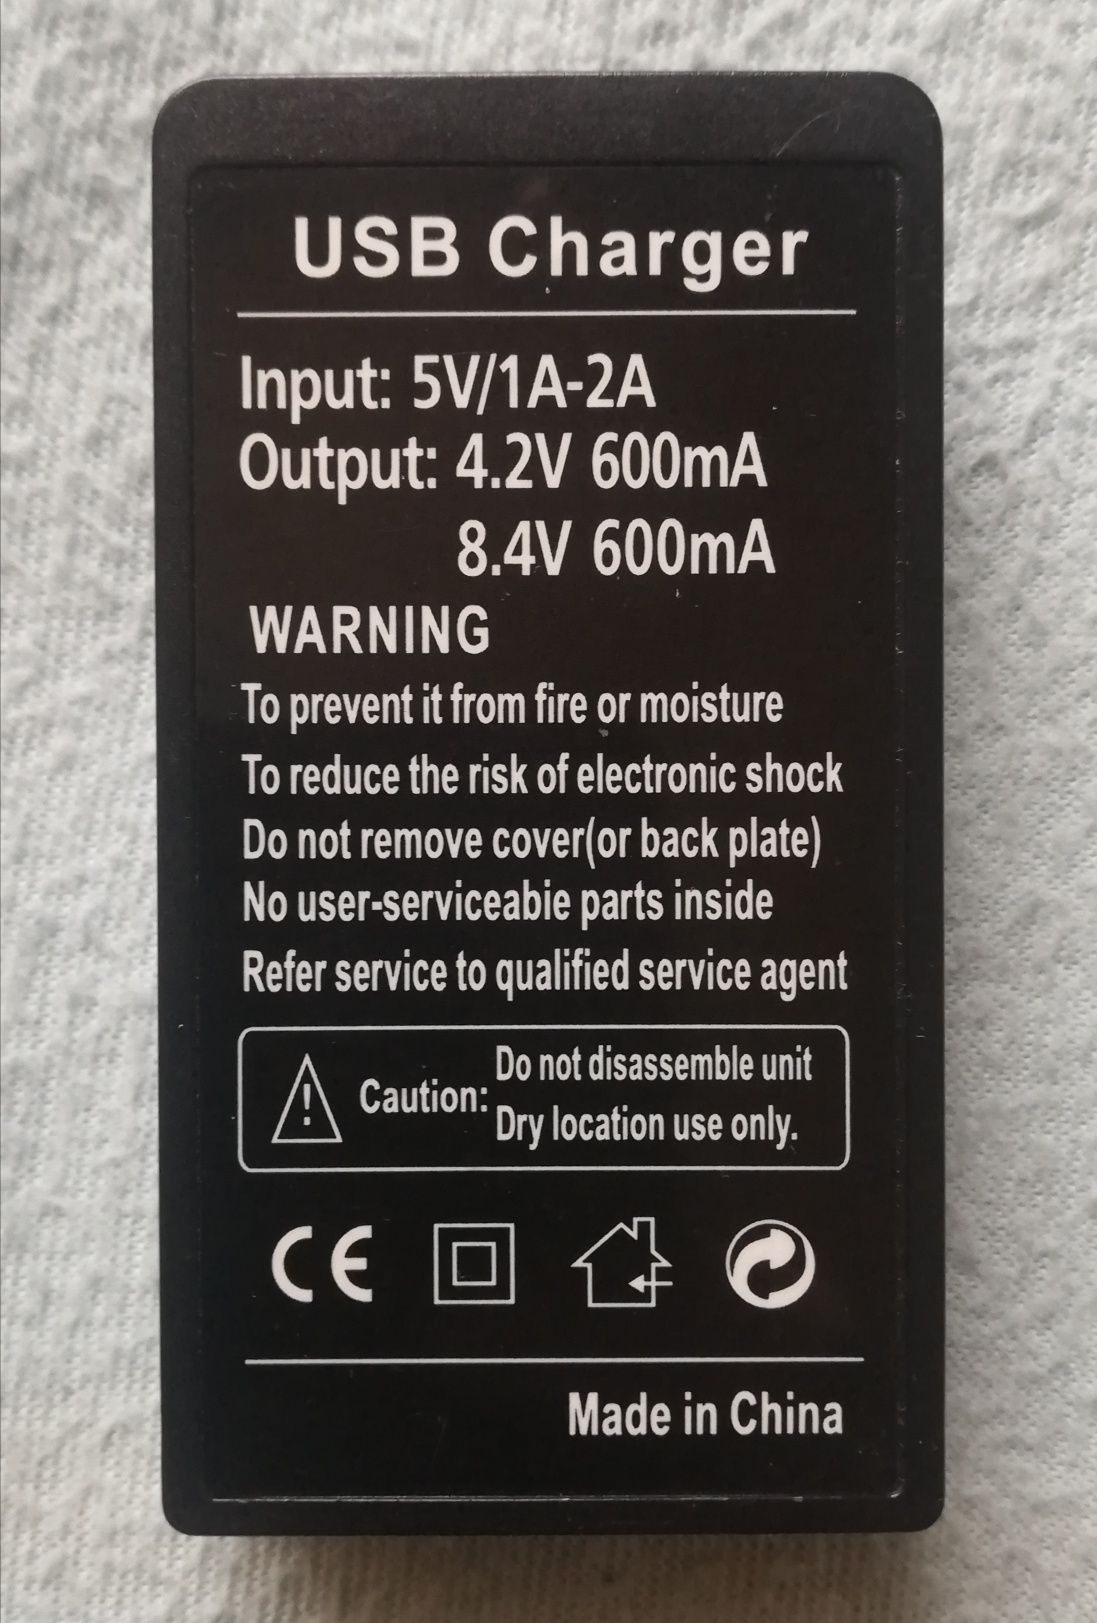 USB Charger
Input: 5V/1A-2A
Output: 4.2V 600mA
8.4V 600mA
WARNING
To prevent it from fire or moisture
To reduce the risk of electronic shock
Do not remove cover(or back plate)
No user-serviceabie parts inside
Refer service to qualified service agent
! Caution: Do not disassemble unit
Dry location use only.
CE
Made in China